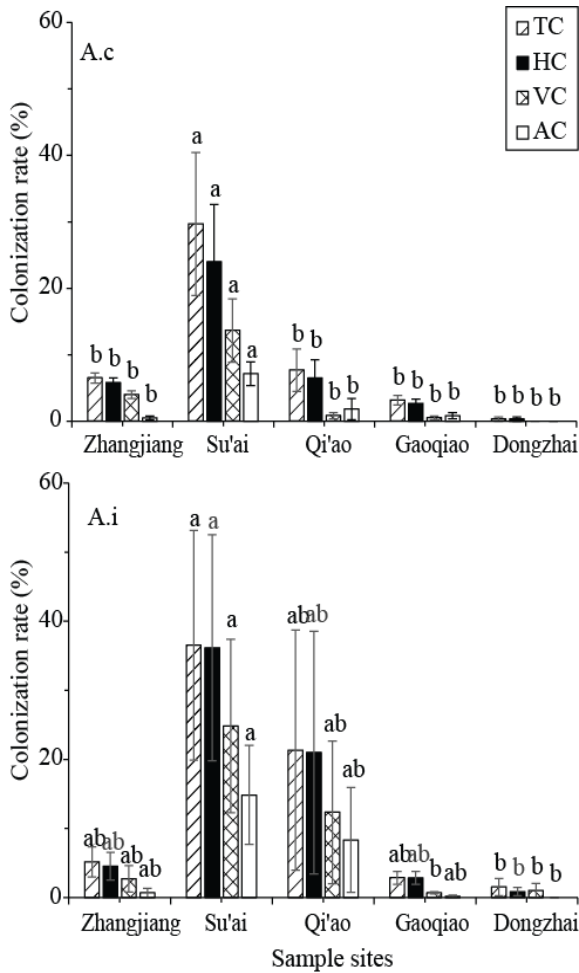 60
A.c
TC
HC
VC
AC
40
Colonization rate (%)
20
0
a
a
a
a
b b b b
b b b b
b b b b
b b b b
Zhangjiang Su'ai Qi'ao Gaoqiao Dongzhai
60
A.i
40
Colonization rate (%)
20
0
a a
a
a
ab ab
ab
ab
ab ab ab ab
ab ab b ab
b b b b
Zhangjiang Su'ai Qi'ao Gaoqiao Dongzhai
Sample sites